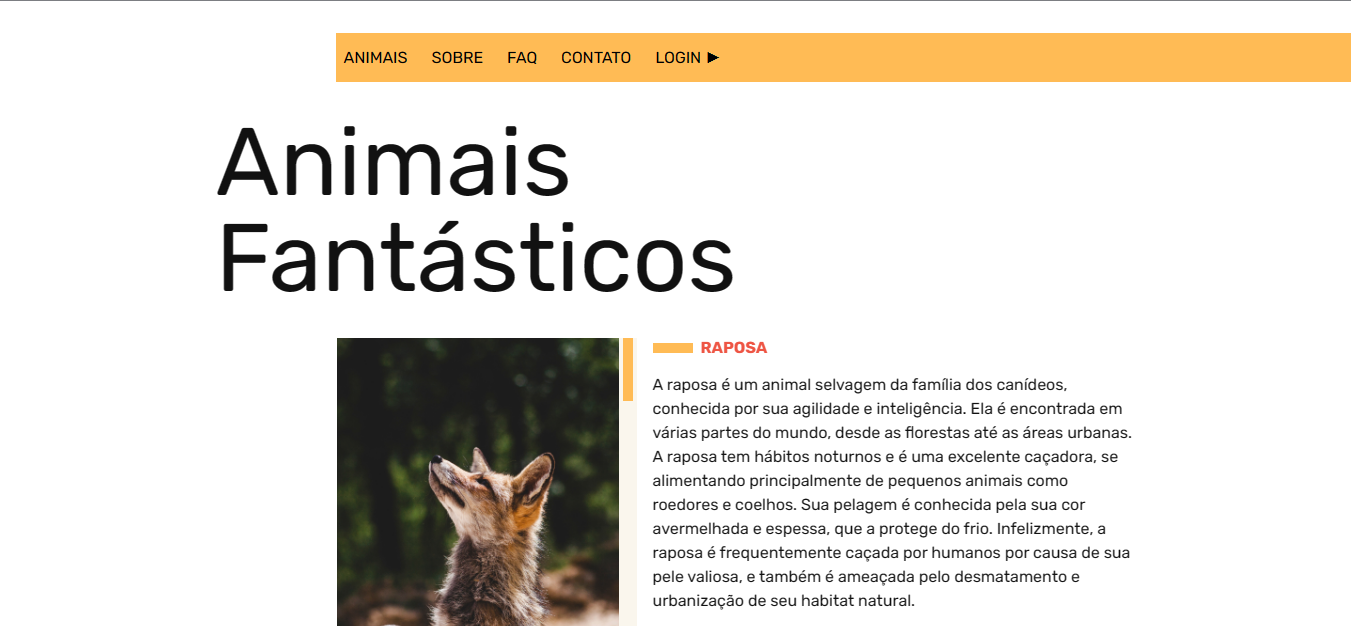 ANIMAIS SOBRE FAQ CONTATO LOGIN ▶
Animais
Fantásticos
RAPOSA
A raposa é um animal selvagem da família dos canídeos,
conhecida por sua agilidade e inteligência. Ela é encontrada em
várias partes do mundo, desde as florestas até as áreas urbanas.
A raposa tem hábitos noturnos e é uma excelente caçadora, se
alimentando principalmente de pequenos animais como
roedores e coelhos. Sua pelagem é conhecida pela sua cor
avermelhada e espessa, que a protege do frio. Infelizmente, a
raposa é frequentemente caçada por humanos por causa de sua
pele valiosa, e também é ameaçada pelo desmatamento e
urbanização de seu habitat natural.